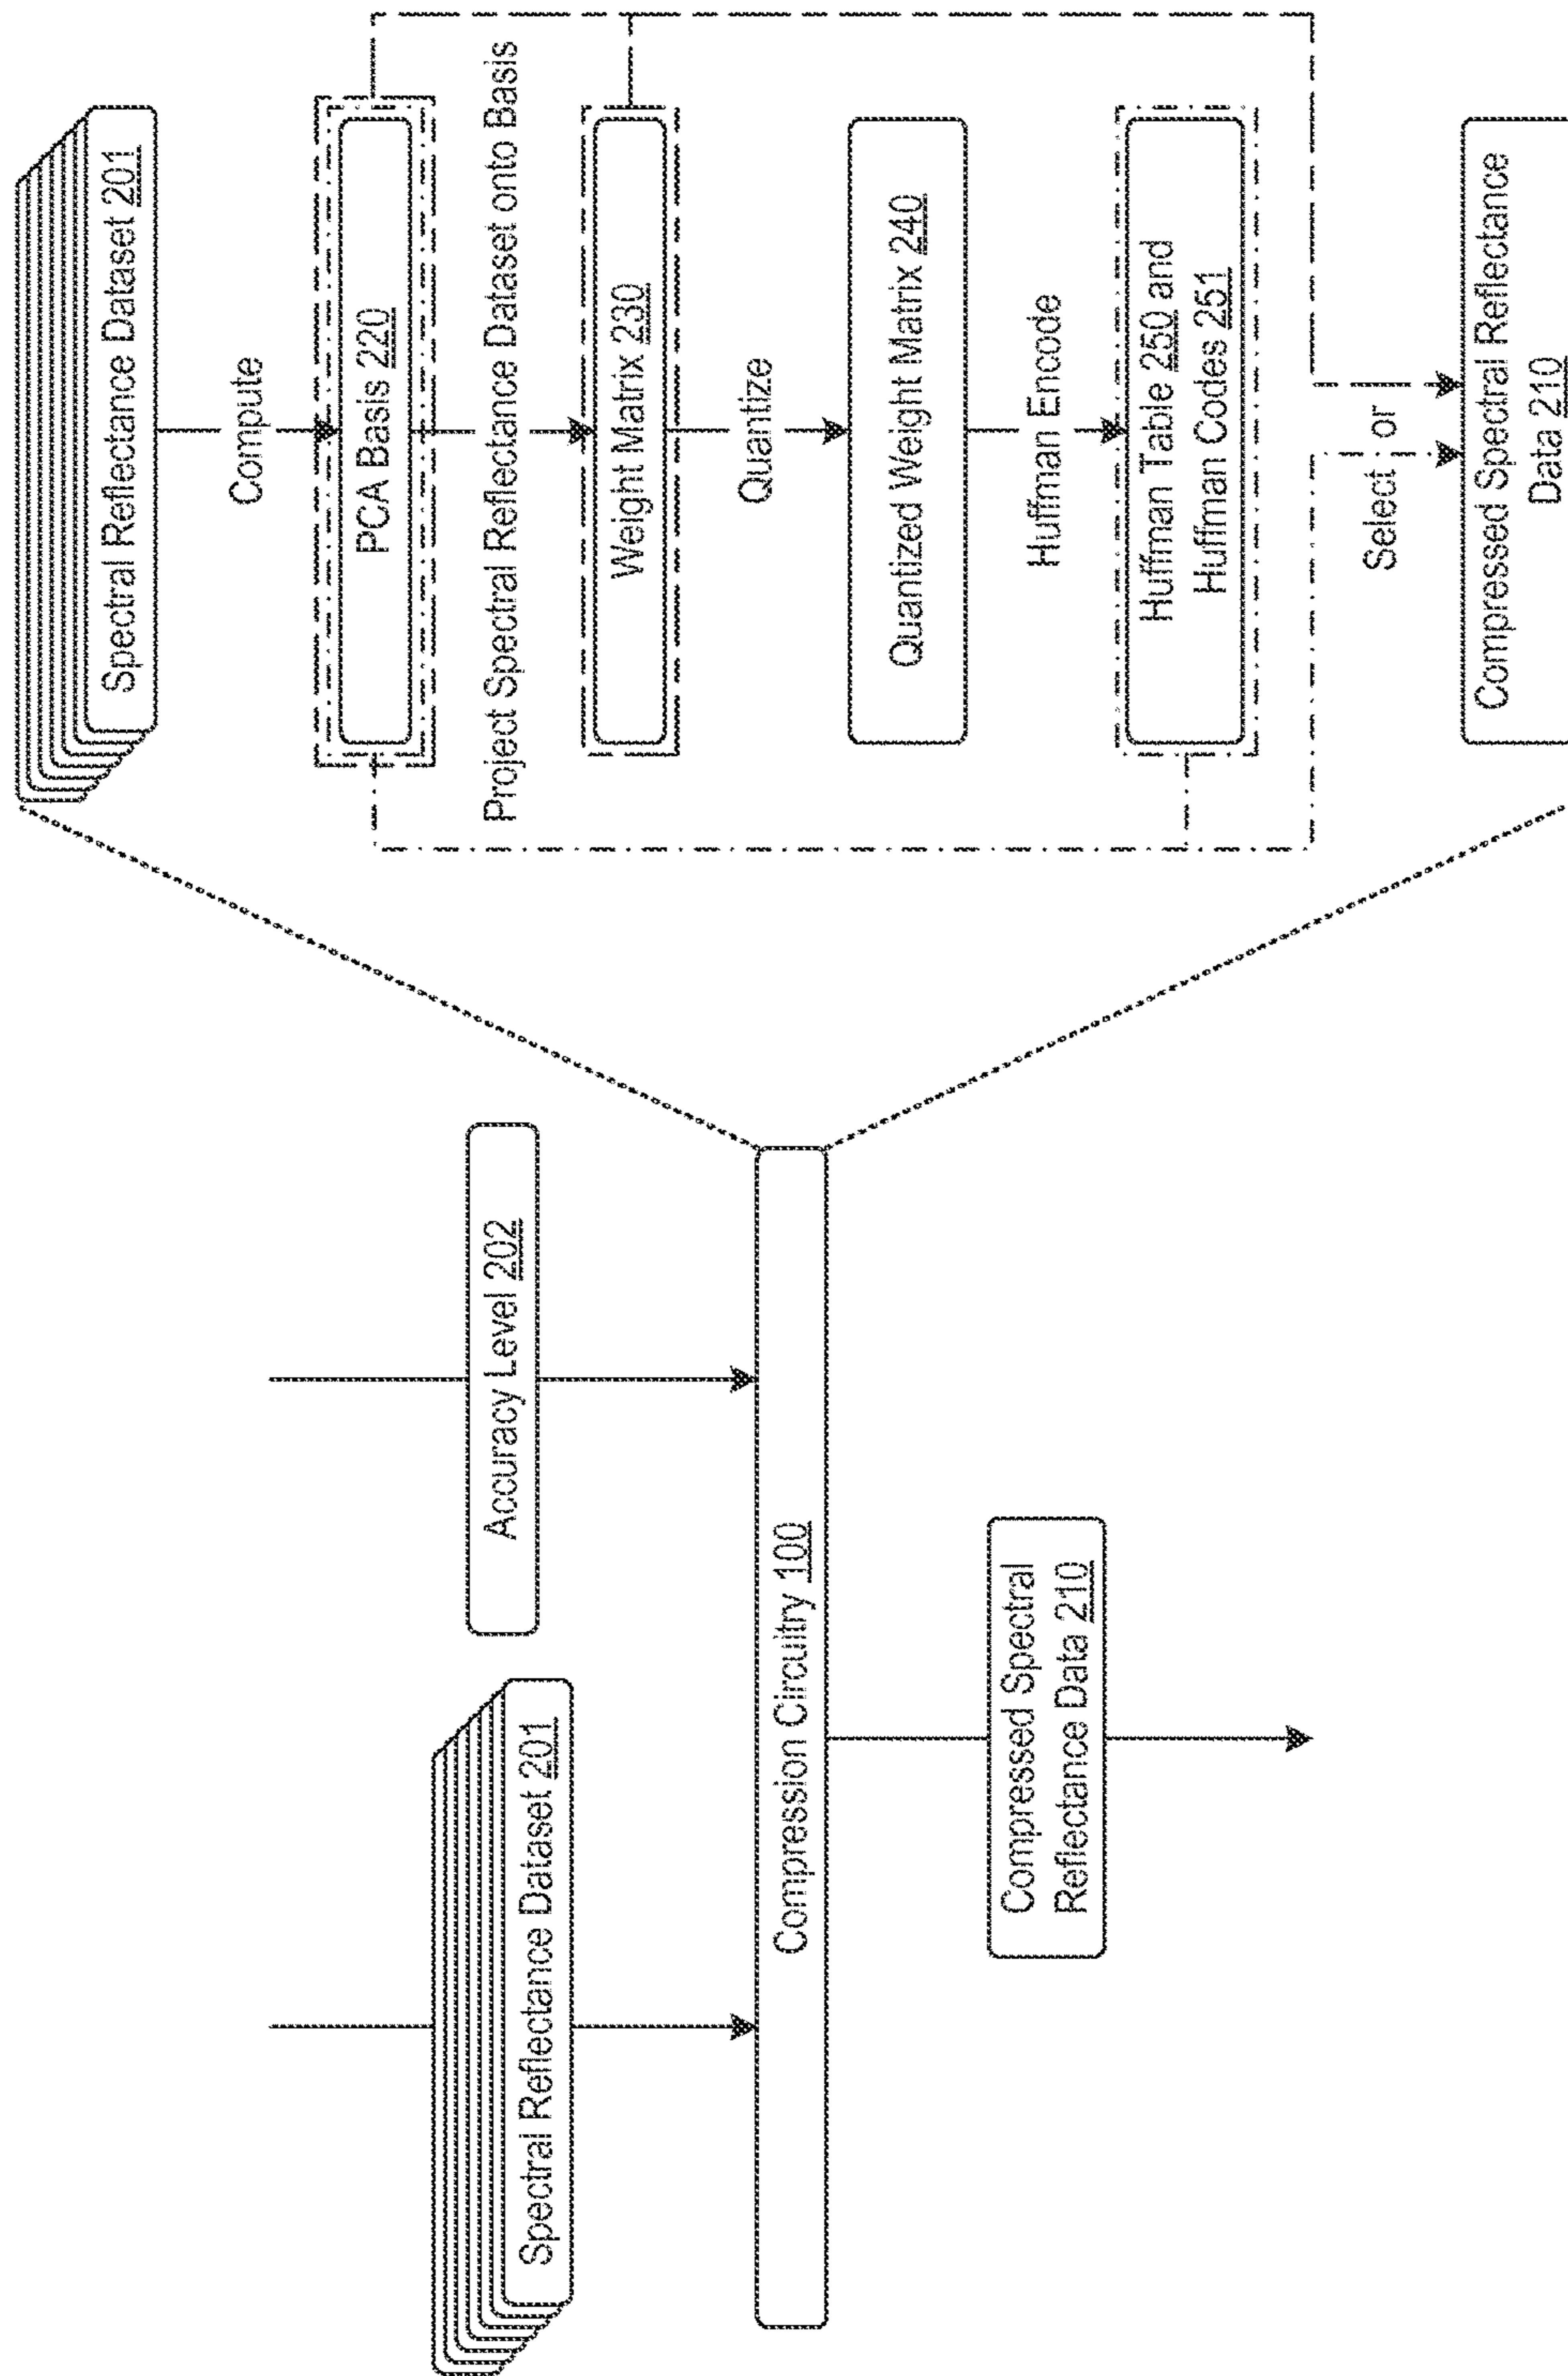 Spectral Reflectance Dataset 201
Accuracy Level 202
Compression Circuitry 100
Compressed Spectral
Reflectance Data 210
Spectral Reflectance Dataset 201
Compute
PCA Basis 220
Project Spectral Reflectance Dataset onto Basis
Weight Matrix 230
Quantize
Quantized Weight Matrix 240
Huffman Encode
Huffman Table 250 and
Huffman Codes 251
Select or
Compressed Spectral Reflectance
Data 210